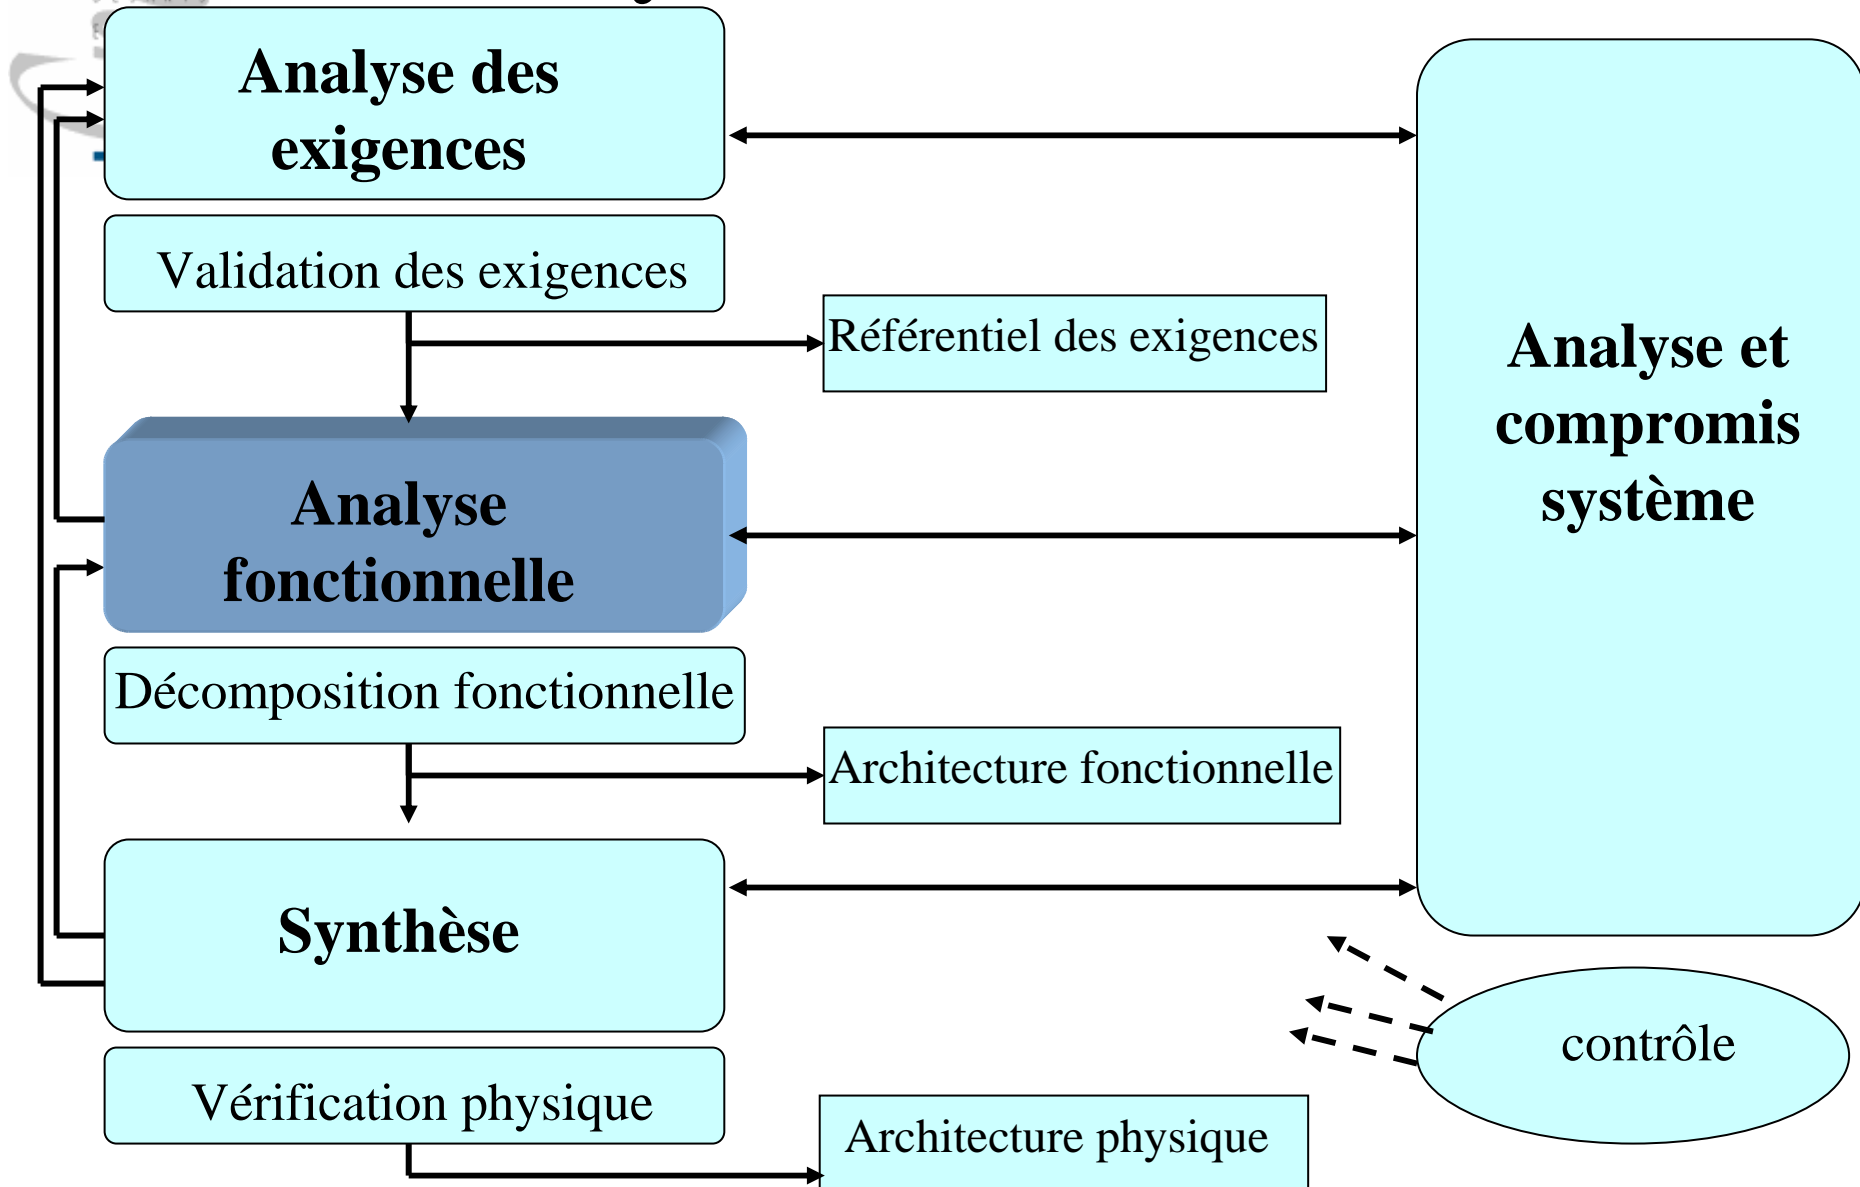 Analyse des
exigences
Validation des exigences
Référentiel des exigences
Analyse et
compromis
système
Analyse
fonctionnelle
Décomposition fonctionnelle
Architecture fonctionnelle
Synthèse
contrôle
Vérification physique
Architecture physique